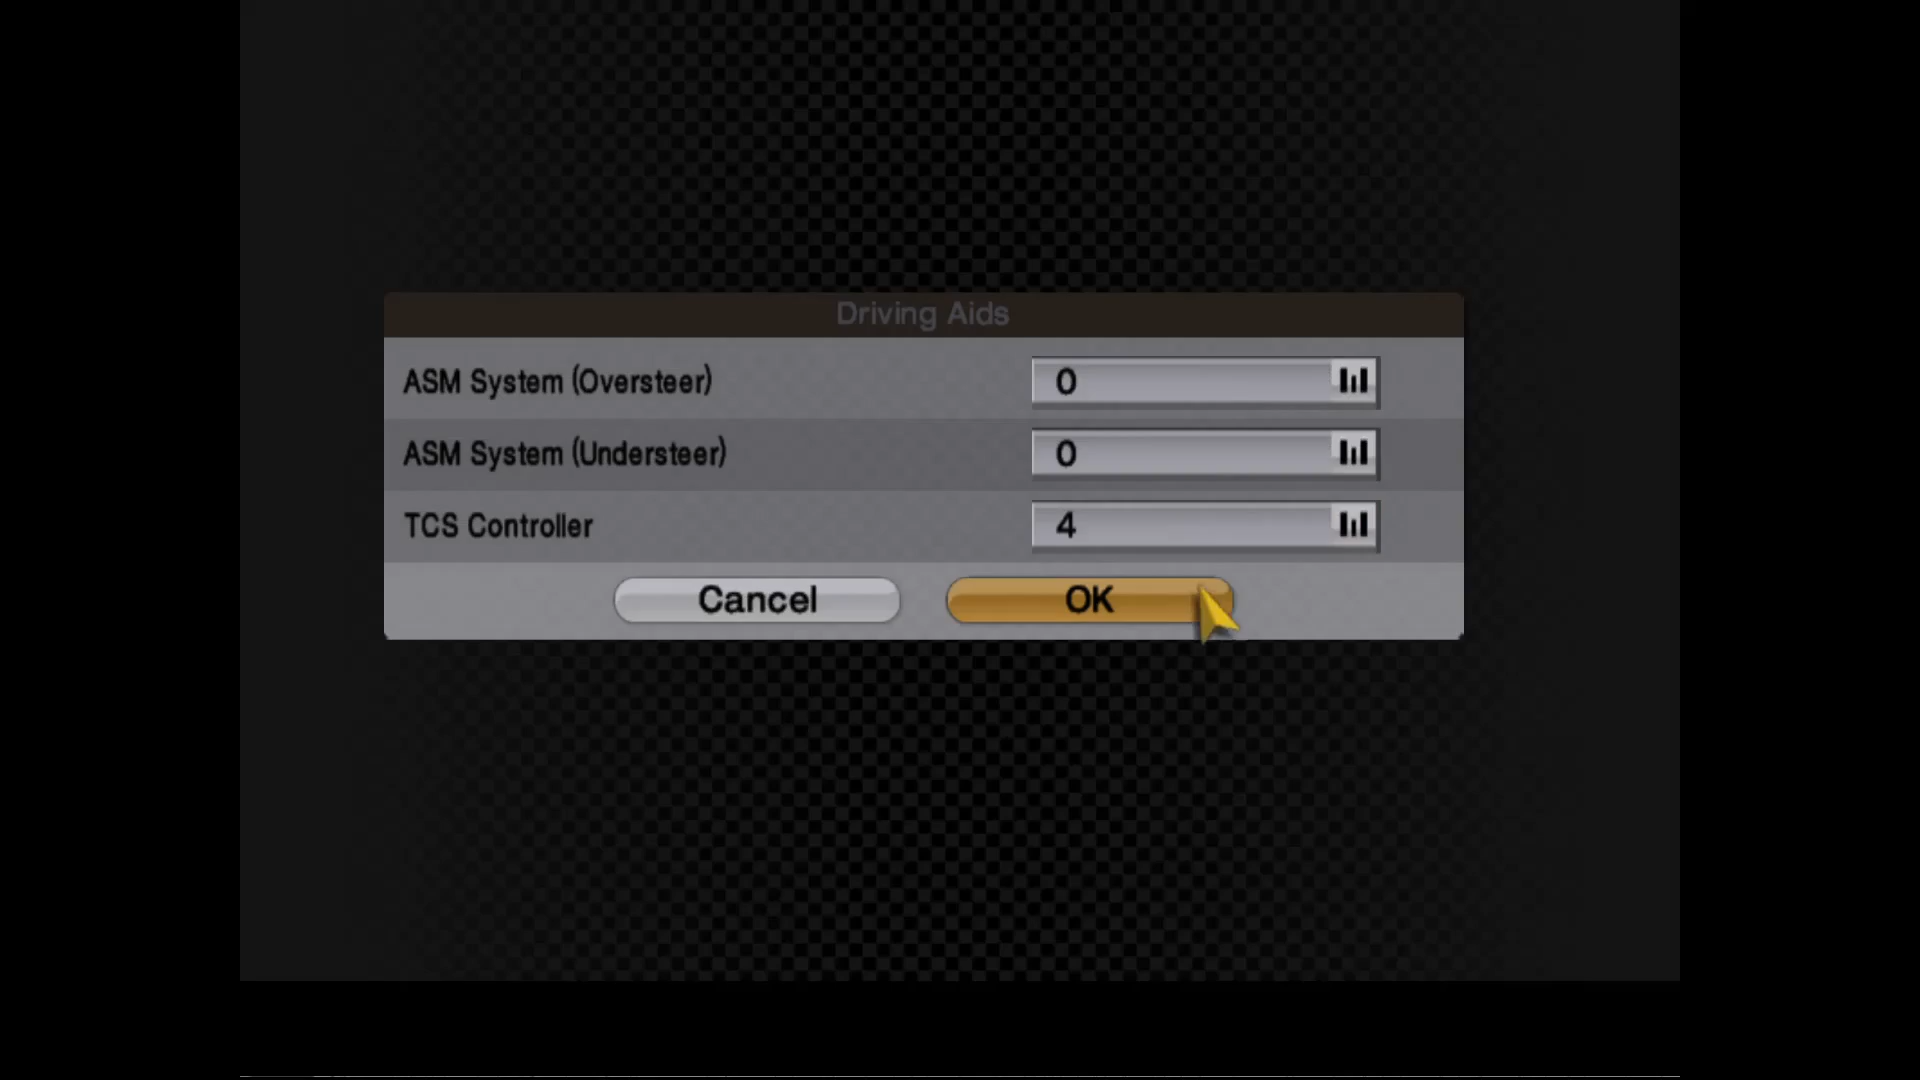 Driving Aids
ASM System (Oversteer) 0
ASM System (Understeer) 0
TCS Controller 4
Cancel OK